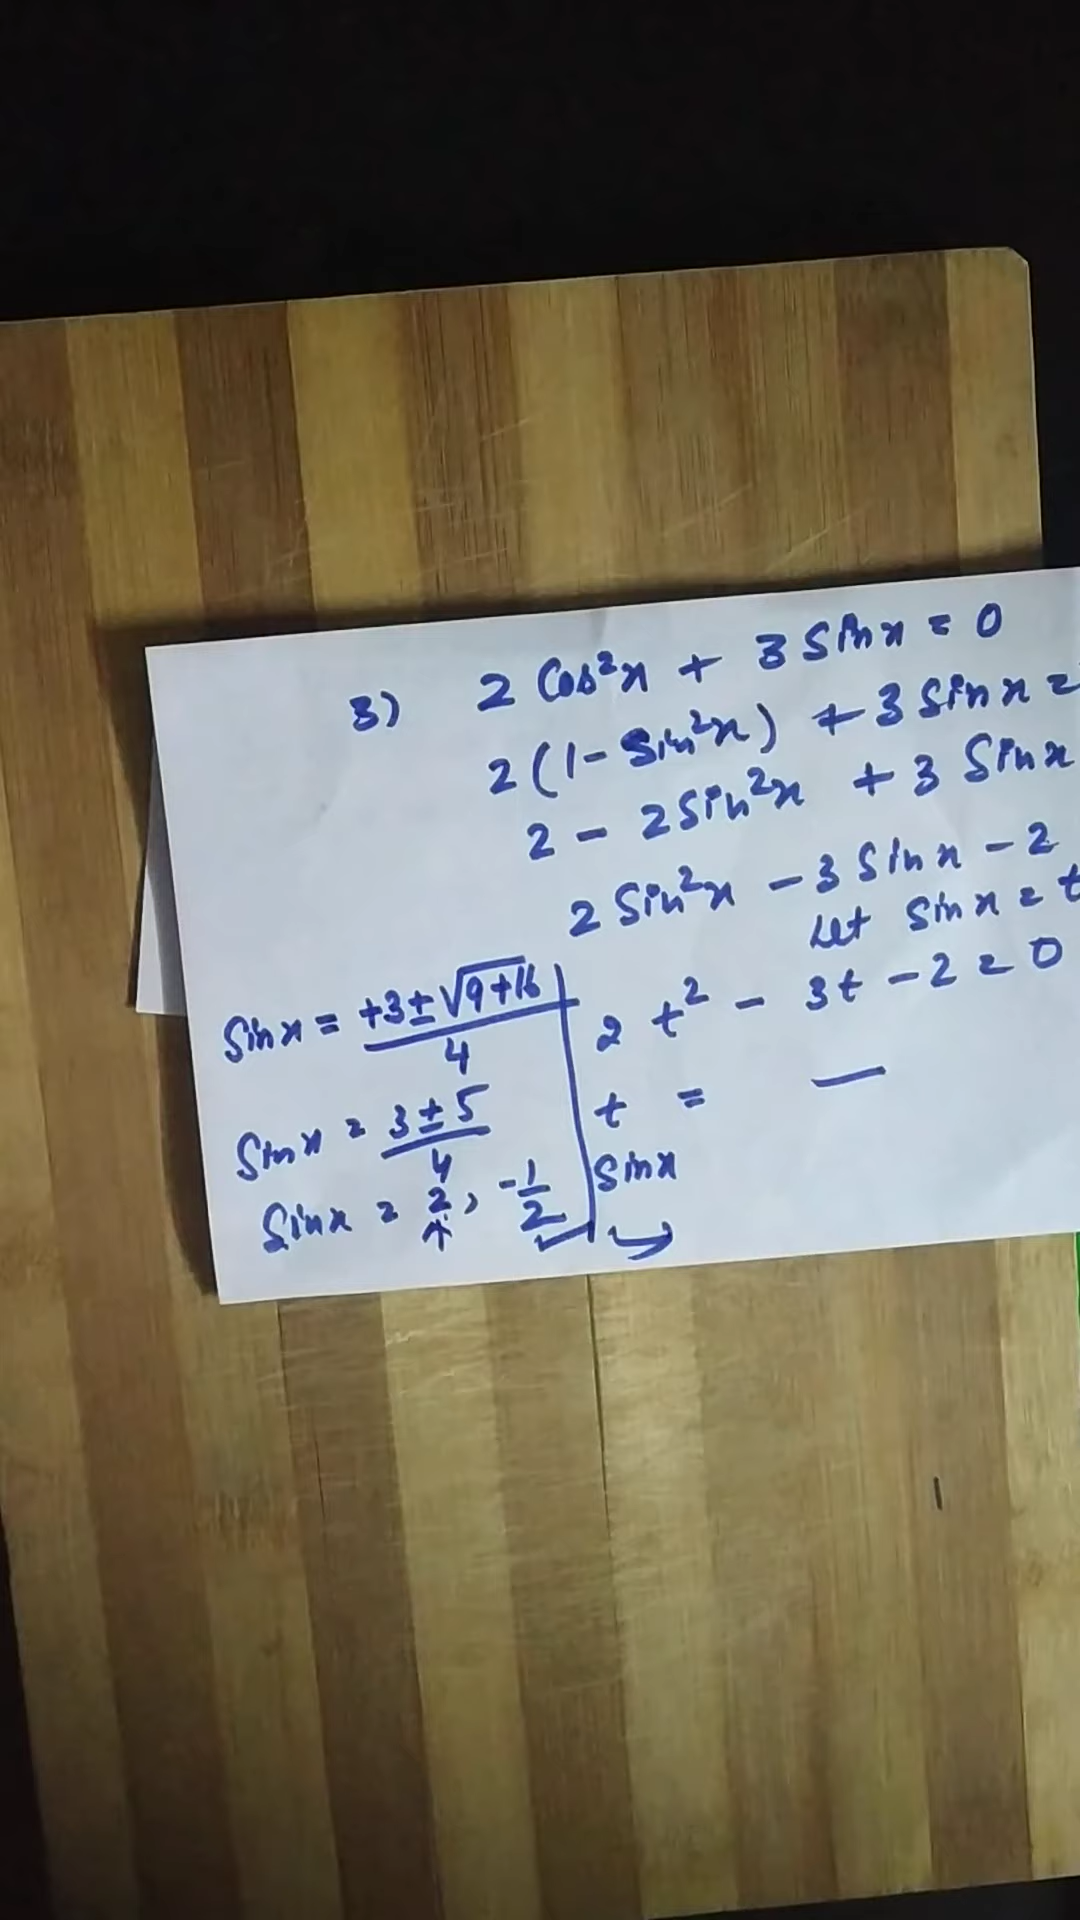 3) 2 Cos²x + 3 Sin x = 0
2 (1 - Sin²x) + 3 Sin x =
2 - 2 Sin²x + 3 Sin x
2 Sin²x - 3 Sin x - 2
Let Sin x = t
2 t² - 3t - 2 = 0
t = —
Sin x
Sin x = +3 ± √9+16 / 4
Sin x = 3 ± 5 / 4
Sin x = 2, -1/2